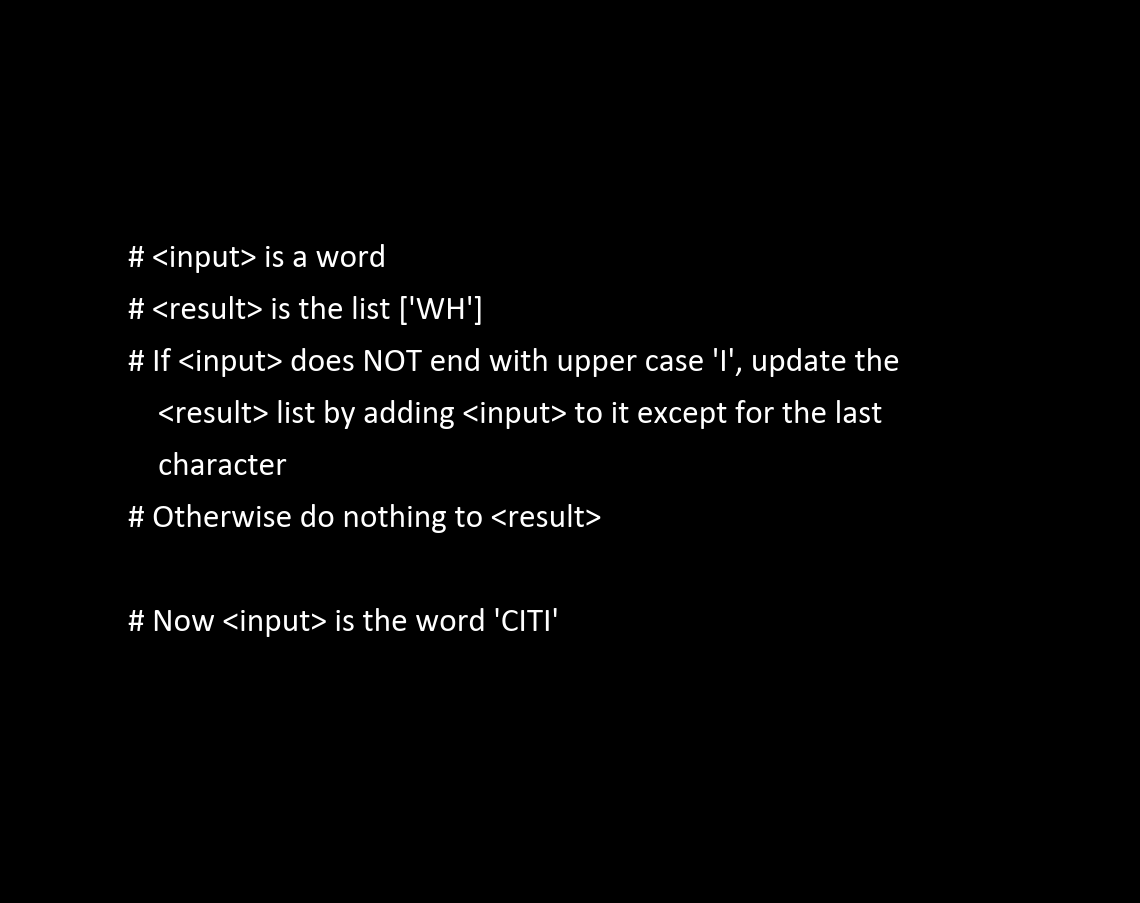 # <input> is a word
# <result> is the list ['WH']
# If <input> does NOT end with upper case 'I', update the
<result> list by adding <input> to it except for the last
character
# Otherwise do nothing to <result>
# Now <input> is the word 'CITI'